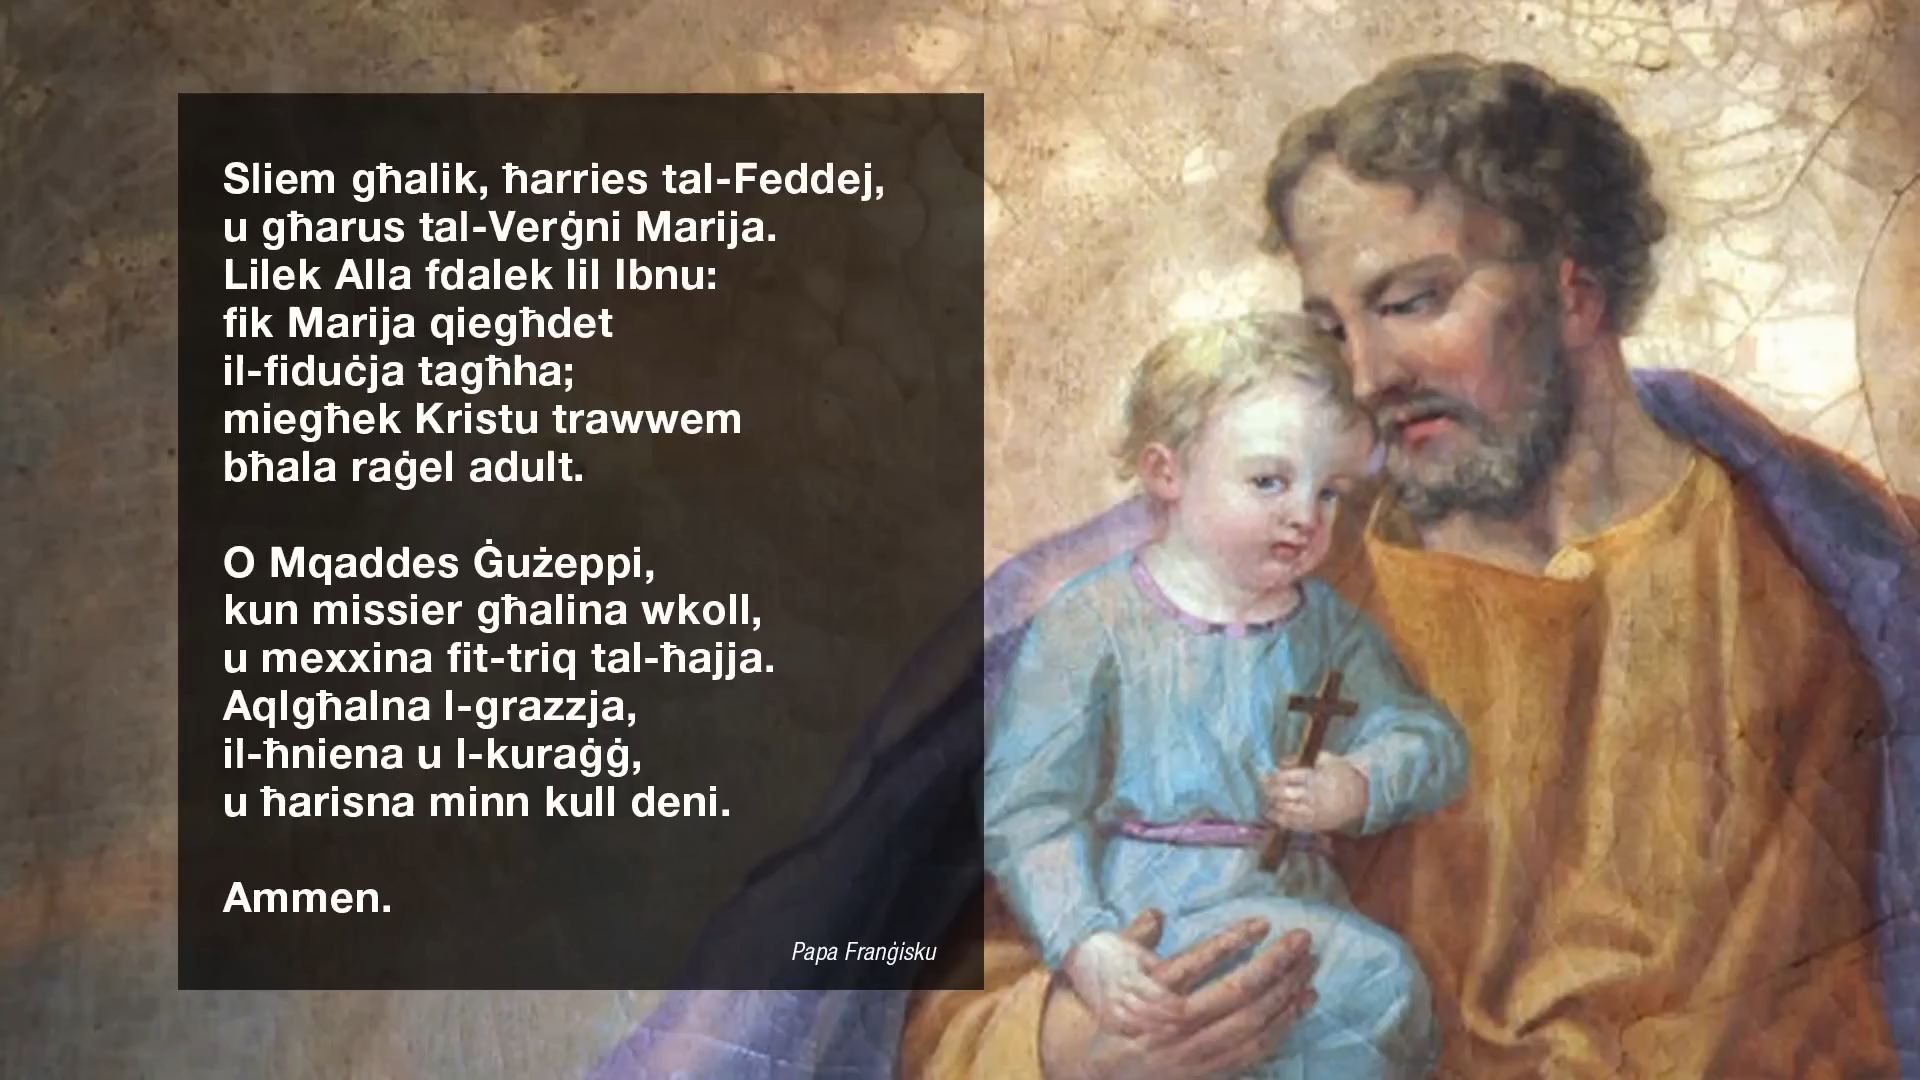 Sliem għalik, ħarries tal-Feddej,
u għarus tal-Verġni Marija.
Lilek Alla fdalek lil Ibnu:
fik Marija qiegħdet
il-fiduċja tagħha;
miegħek Kristu trawwem
bħala raġel adult.
O Mqaddes Ġużeppi,
kun missier għalina wkoll,
u mexxina fit-triq tal-ħajja.
Aqlgħalna l-grazzja,
il-ħniena u l-kuraġġ,
u ħarisna minn kull deni.
Ammen.
Papa Franġisku